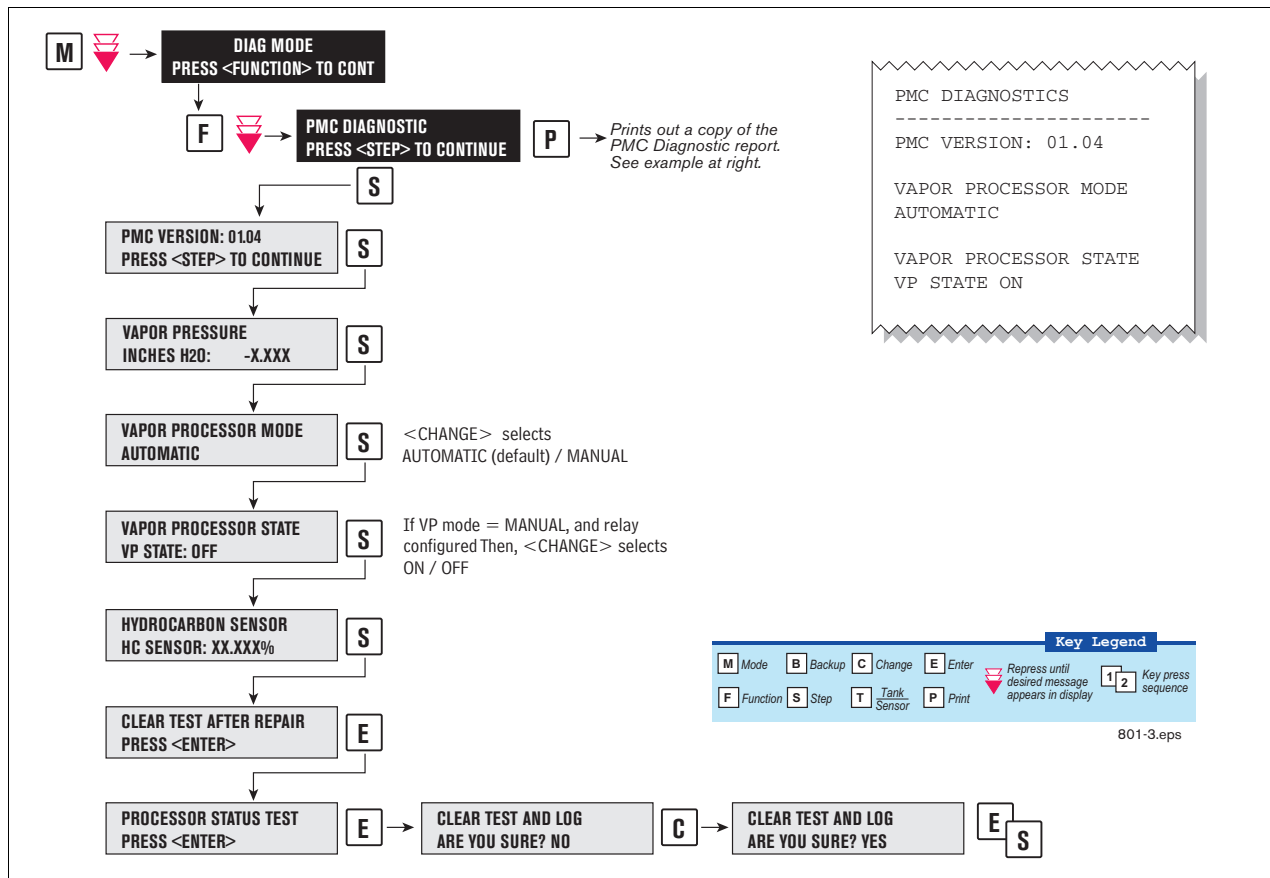 M
DIAG MODE
PRESS <FUNCTION> TO CONT
F
PMC DIAGNOSTIC
PRESS <STEP> TO CONTINUE
P
Prints out a copy of the
PMC Diagnostic report.
See example at right.
S
PMC VERSION: 01.04
PRESS <STEP> TO CONTINUE
S
VAPOR PRESSURE
INCHES H2O: -X.XXX
S
VAPOR PROCESSOR MODE
AUTOMATIC
S
<CHANGE> selects
AUTOMATIC (default) / MANUAL
VAPOR PROCESSOR STATE
VP STATE: OFF
S
If VP mode = MANUAL, and relay
configured Then, <CHANGE> selects
ON / OFF
HYDROCARBON SENSOR
HC SENSOR: XX.XXX%
S
CLEAR TEST AFTER REPAIR
PRESS <ENTER>
E
PROCESSOR STATUS TEST
PRESS <ENTER>
E
CLEAR TEST AND LOG
ARE YOU SURE? NO
C
CLEAR TEST AND LOG
ARE YOU SURE? YES
E
S
PMC DIAGNOSTICS
-----------------------
PMC VERSION: 01.04
VAPOR PROCESSOR MODE
AUTOMATIC
VAPOR PROCESSOR STATE
VP STATE ON
Key Legend
M Mode
B Backup
C Change
E Enter
Repress until
desired message
appears in display
1 2
Key press
sequence
F Function
S Step
T Tank
Sensor
P Print
801-3.eps